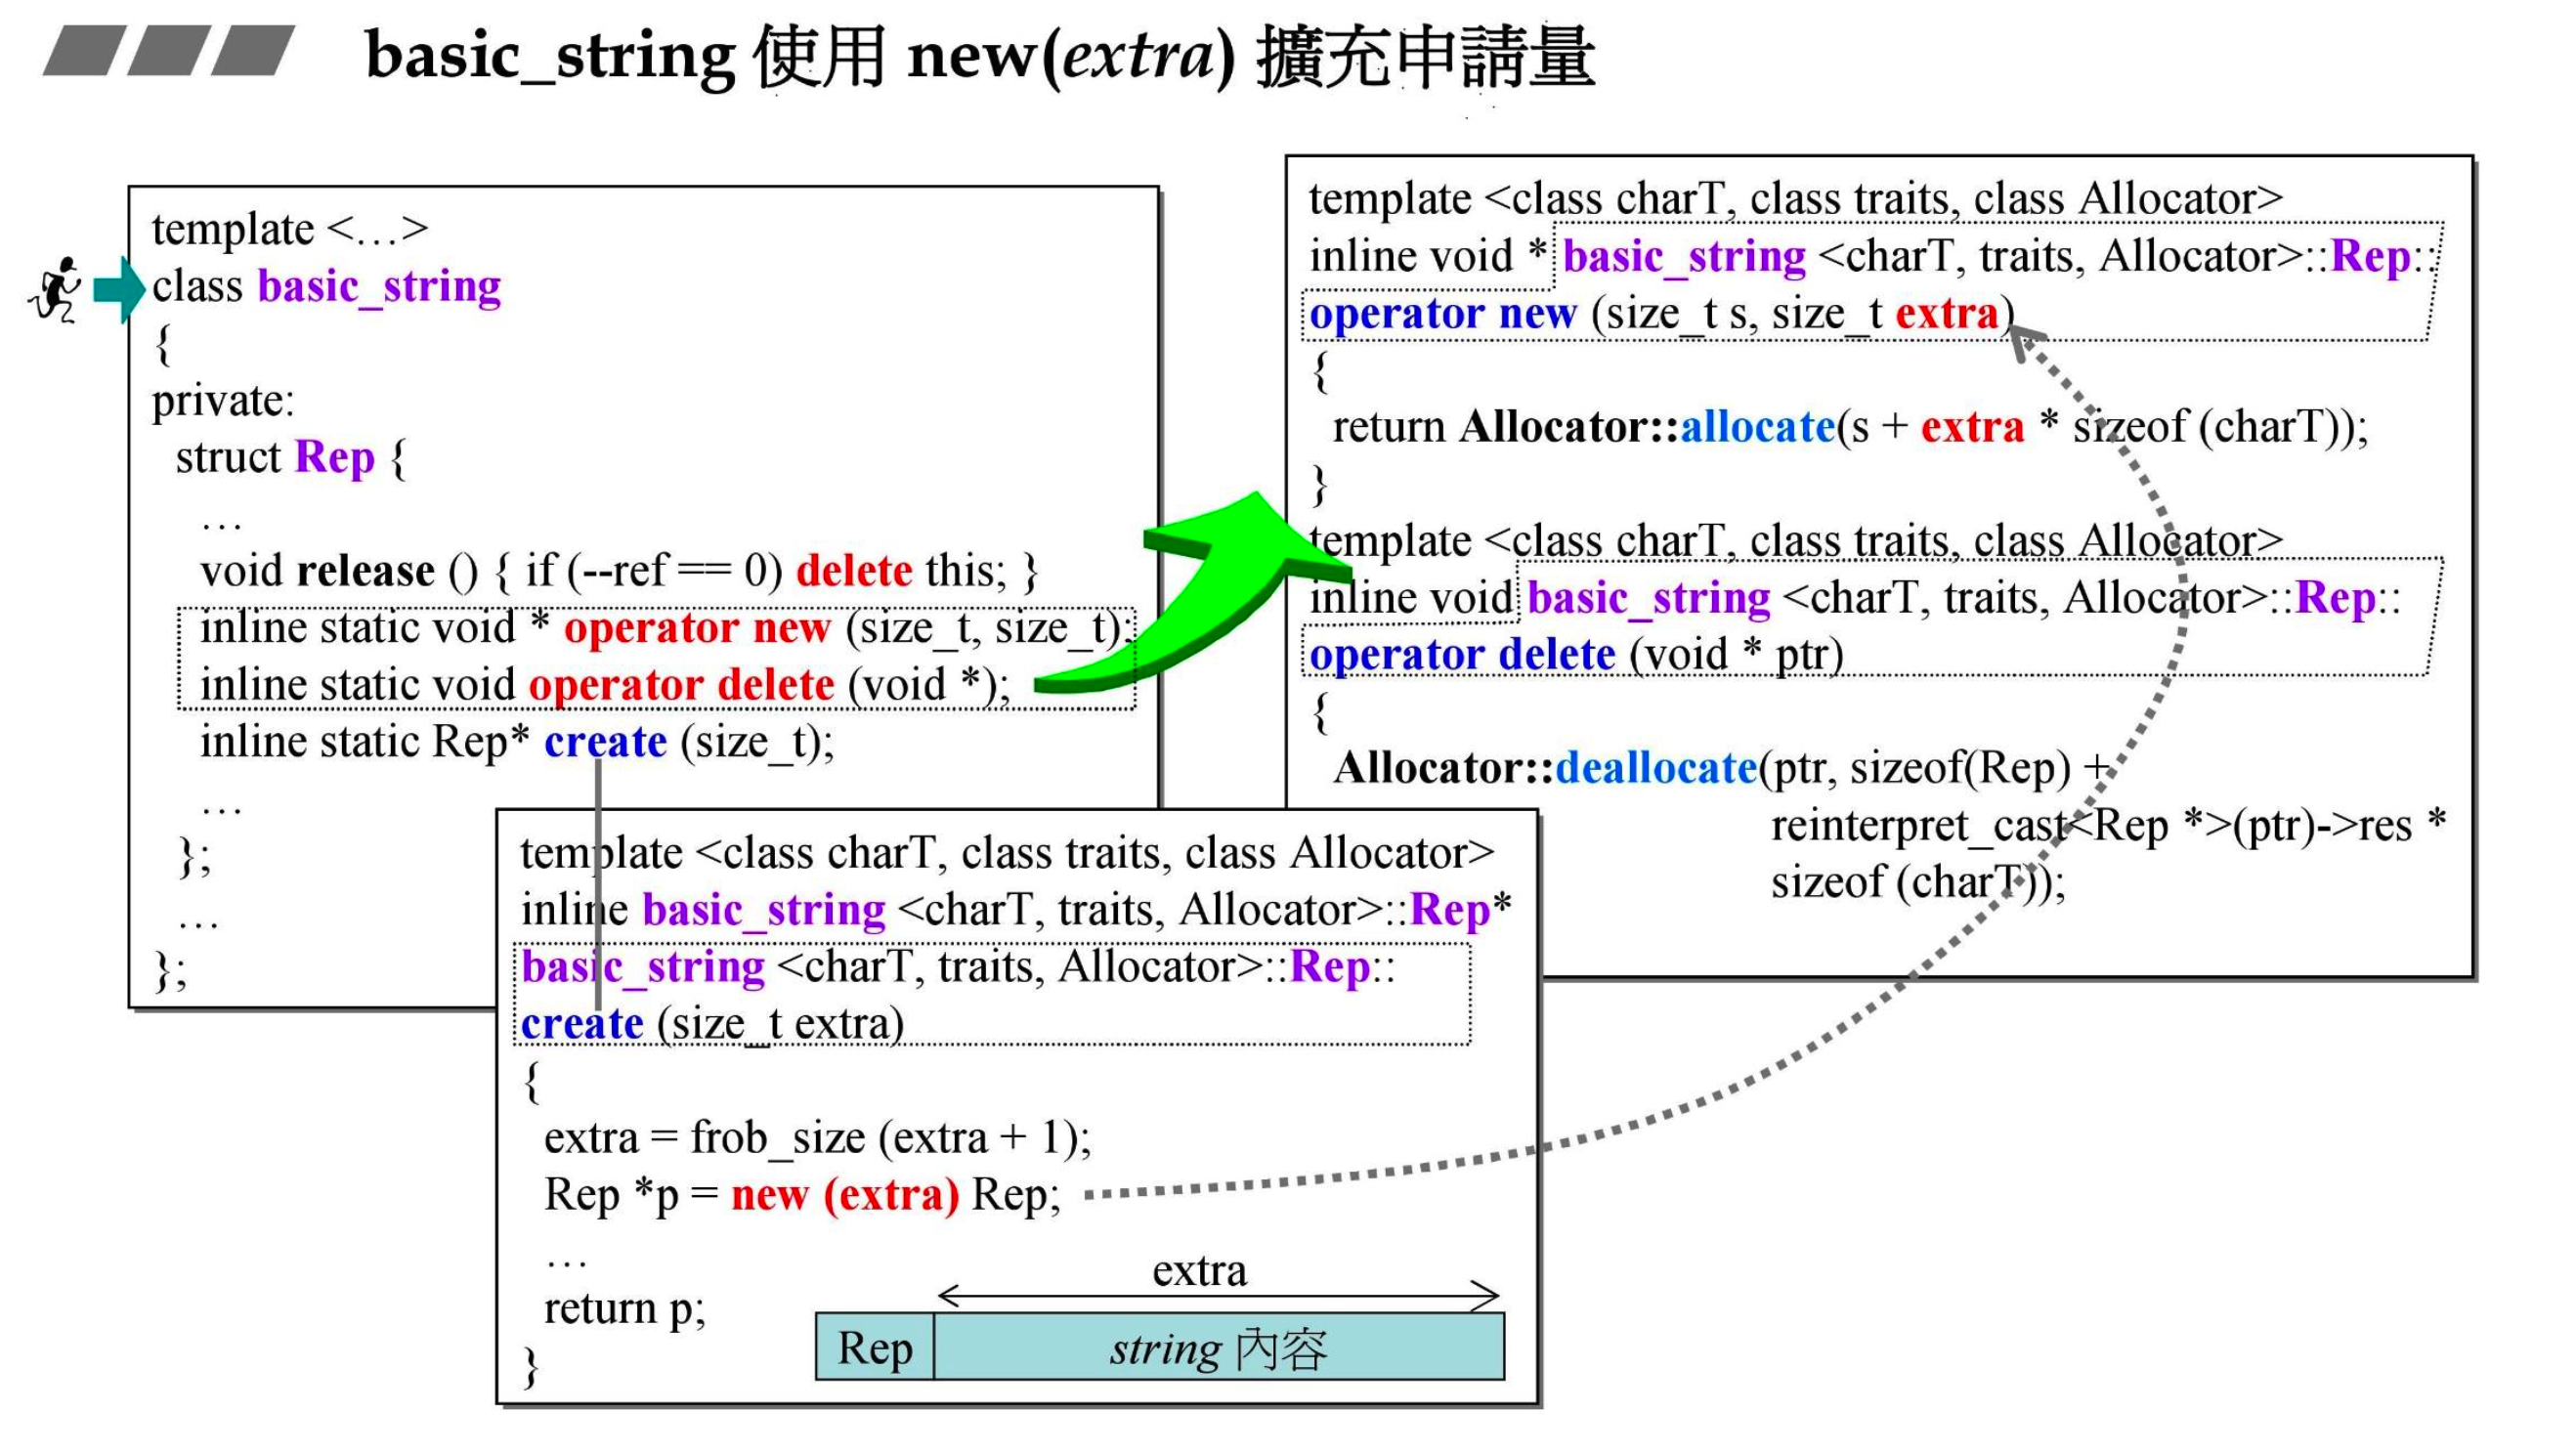 basic_string 使用 new(extra) 擴充申請量
template <…>
class basic_string
{
private:
struct Rep {
…
void release () { if (--ref == 0) delete this; }
inline static void * operator new (size_t, size_t);
inline static void operator delete (void *);
inline static Rep* create (size_t);
…
};
…
};
template <class charT, class traits, class Allocator>
inline void * basic_string <charT, traits, Allocator>::Rep::
operator new (size_t s, size_t extra)
{
return Allocator::allocate(s + extra * sizeof (charT));
}
template <class charT, class traits, class Allocator>
inline void basic_string <charT, traits, Allocator>::Rep::
operator delete (void * ptr)
{
Allocator::deallocate(ptr, sizeof(Rep) +
reinterpret_cast<Rep *>(ptr)->res *
sizeof (charT));
template <class charT, class traits, class Allocator>
inline basic_string <charT, traits, Allocator>::Rep*
basic_string <charT, traits, Allocator>::Rep::
create (size_t extra)
{
extra = frob_size (extra + 1);
Rep *p = new (extra) Rep;
…
return p;
}
extra
Rep
string 內容